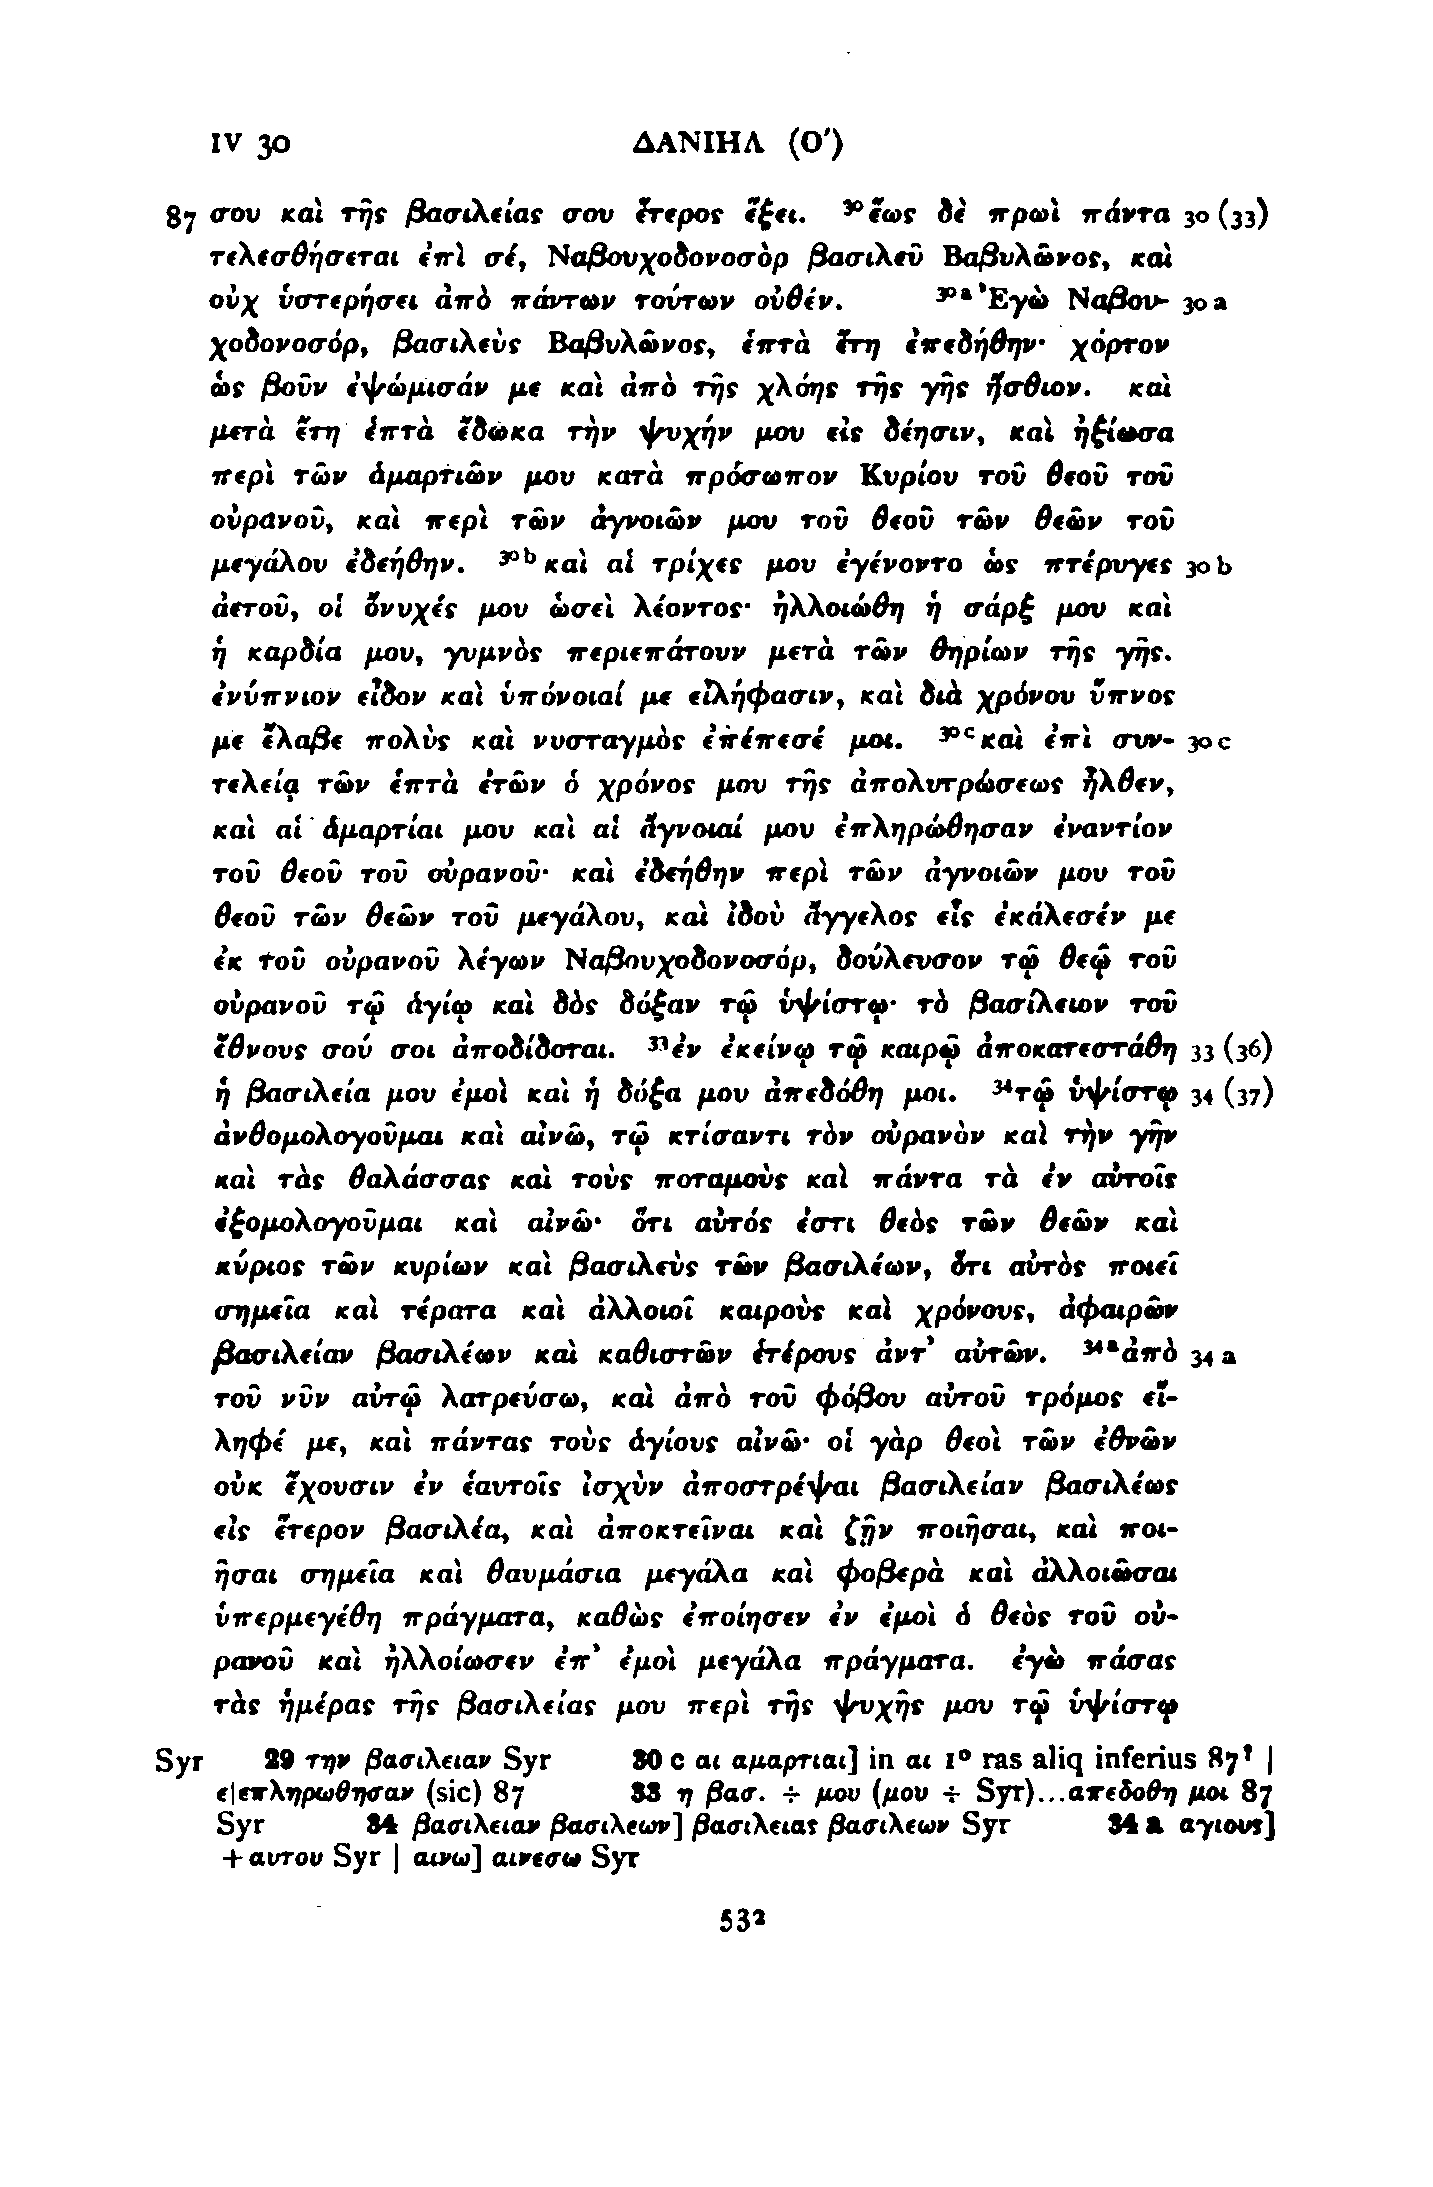 IV 30 ΔΑΝΙΗΛ (Ο')
87 σου καὶ τῆς βασιλείας σου ἕτερος ἕξει. ³⁰ἕως δὲ πρωὶ πάντα 30 (33)
τελεσθήσεται ἐπὶ σέ, Ναβουχοδονοσὸρ βασιλεῦ Βαβυλῶνος, καὶ
οὐχ ὑστερήσει ἀπὸ πάντων τούτων οὐθέν. ³⁰ᵃἘγὼ Ναβου- 30 a
χοδονοσόρ, βασιλεὺς Βαβυλῶνος, ἑπτὰ ἔτη ἐπεδήθην· χόρτον
ὡς βοῦν ἐψώμισάν με καὶ ἀπὸ τῆς χλόης τῆς γῆς ἤσθιον. καὶ
μετὰ ἔτη ἑπτὰ ἔδωκα τὴν ψυχήν μου εἰς δέησιν, καὶ ἠξίωσα
περὶ τῶν ἁμαρτιῶν μου κατὰ πρόσωπον Κυρίου τοῦ θεοῦ τοῦ
οὐρανοῦ, καὶ περὶ τῶν ἀγνοιῶν μου τοῦ θεοῦ τῶν θεῶν τοῦ
μεγάλου ἐδεήθην. ³⁰ᵇκαὶ αἱ τρίχες μου ἐγένοντο ὡς πτέρυγες 30 b
ἀετοῦ, οἱ ὄνυχές μου ὡσεὶ λέοντος· ἠλλοιώθη ἡ σάρξ μου καὶ
ἡ καρδία μου, γυμνὸς περιεπάτουν μετὰ τῶν θηρίων τῆς γῆς.
ἐνύπνιον εἶδον καὶ ὑπόνοιαί με εἰλήφασιν, καὶ διὰ χρόνου ὕπνος
με ἔλαβε πολὺς καὶ νυσταγμὸς ἐπέπεσέ μοι. ³⁰ᶜκαὶ ἐπὶ συν- 30 c
τελείᾳ τῶν ἑπτὰ ἐτῶν ὁ χρόνος μου τῆς ἀπολυτρώσεως ἦλθεν,
καὶ αἱ ἁμαρτίαι μου καὶ αἱ ἄγνοιαί μου ἐπληρώθησαν ἐναντίον
τοῦ θεοῦ τοῦ οὐρανοῦ· καὶ ἐδεήθην περὶ τῶν ἀγνοιῶν μου τοῦ
θεοῦ τῶν θεῶν τοῦ μεγάλου, καὶ ἰδοὺ ἄγγελος εἷς ἐκάλεσέν με
ἐκ τοῦ οὐρανοῦ λέγων Ναβουχοδονοσόρ, δούλευσον τῷ θεῷ τοῦ
οὐρανοῦ τῷ ἁγίῳ καὶ δὸς δόξαν τῷ ὑψίστῳ· τὸ βασίλειον τοῦ
ἔθνους σού σοι ἀποδίδοται. ³³ἐν ἐκείνῳ τῷ καιρῷ ἀποκατεστάθη 33 (36)
ἡ βασιλεία μου ἐμοὶ καὶ ἡ δόξα μου ἀπεδόθη μοι. ³⁴τῷ ὑψίστῳ 34 (37)
ἀνθομολογοῦμαι καὶ αἰνῶ, τῷ κτίσαντι τὸν οὐρανὸν καὶ τὴν γῆν
καὶ τὰς θαλάσσας καὶ τοὺς ποταμοὺς καὶ πάντα τὰ ἐν αὐτοῖς
ἐξομολογοῦμαι καὶ αἰνῶ· ὅτι αὐτός ἐστι θεὸς τῶν θεῶν καὶ
κύριος τῶν κυρίων καὶ βασιλεὺς τῶν βασιλέων, ὅτι αὐτὸς ποιεῖ
σημεῖα καὶ τέρατα καὶ ἀλλοιοῖ καιροὺς καὶ χρόνους, ἀφαιρῶν
βασιλείαν βασιλέων καὶ καθιστῶν ἑτέρους ἀντ' αὐτῶν. ³⁴ᵃἀπὸ 34 a
τοῦ νῦν αὐτῷ λατρεύσω, καὶ ἀπὸ τοῦ φόβου αὐτοῦ τρόμος εἴ-
ληφέ με, καὶ πάντας τοὺς ἁγίους αἰνῶ· οἱ γὰρ θεοὶ τῶν ἐθνῶν
οὐκ ἔχουσιν ἐν ἑαυτοῖς ἰσχὺν ἀποστρέψαι βασιλείαν βασιλέως
εἰς ἕτερον βασιλέα, καὶ ἀποκτεῖναι καὶ ζῇν ποιῆσαι, καὶ ποι-
ῆσαι σημεῖα καὶ θαυμάσια μεγάλα καὶ φοβερὰ καὶ ἀλλοιῶσαι
ὑπερμεγέθη πράγματα, καθὼς ἐποίησεν ἐν ἐμοὶ ὁ θεὸς τοῦ οὐ-
ρανοῦ καὶ ἠλλοίωσεν ἐπ' ἐμοὶ μεγάλα πράγματα. ἐγὼ πάσας
τὰς ἡμέρας τῆς βασιλείας μου περὶ τῆς ψυχῆς μου τῷ ὑψίστῳ
Syr 29 την βασιλειαν Syr 30 c αι αμαρτιαι] in αι 1° ras aliq inferius 87ˀ |
ε|επληρωθησαν (sic) 87 33 η βασ. ÷ μου (μου ÷ Syr)...απεδοθη μοι 87
Syr 34 βασιλειαν βασιλεων] βασιλειας βασιλεων Syr 34 a αγιους]
+ αυτου Syr | αινω] αινεσω Syr
532